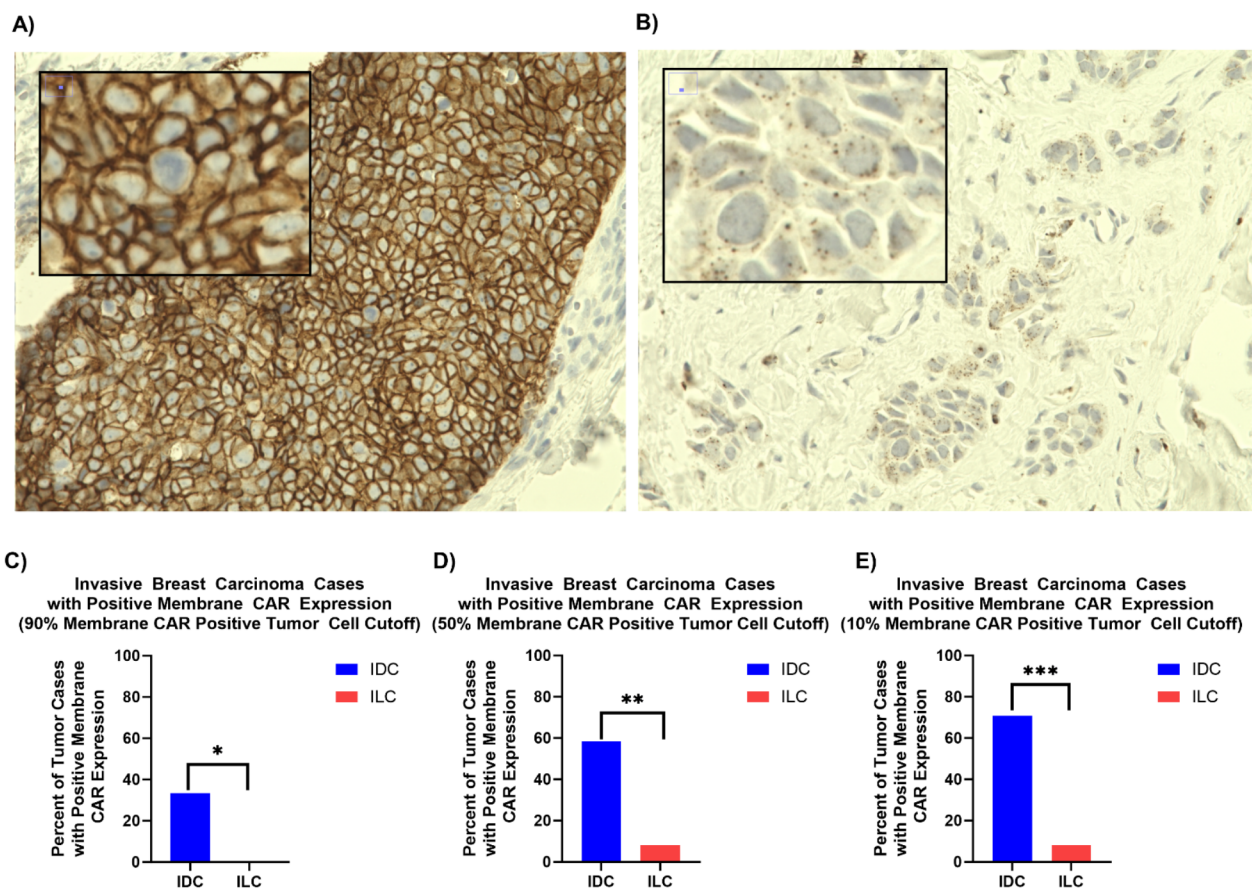 A)
B)
C)
Invasive Breast Carcinoma Cases
with Positive Membrane CAR Expression
(90% Membrane CAR Positive Tumor Cell Cutoff)
Percent of Tumor Cases
with Positive Membrane
CAR Expression
100
80
60
40
20
0
*
IDC
ILC
IDC
ILC
D)
Invasive Breast Carcinoma Cases
with Positive Membrane CAR Expression
(50% Membrane CAR Positive Tumor Cell Cutoff)
Percent of Tumor Cases
with Positive Membrane
CAR Expression
100
80
60
40
20
0
**
IDC
ILC
IDC
ILC
E)
Invasive Breast Carcinoma Cases
with Positive Membrane CAR Expression
(10% Membrane CAR Positive Tumor Cell Cutoff)
Percent of Tumor Cases
with Positive Membrane
CAR Expression
100
80
60
40
20
0
***
IDC
ILC
IDC
ILC